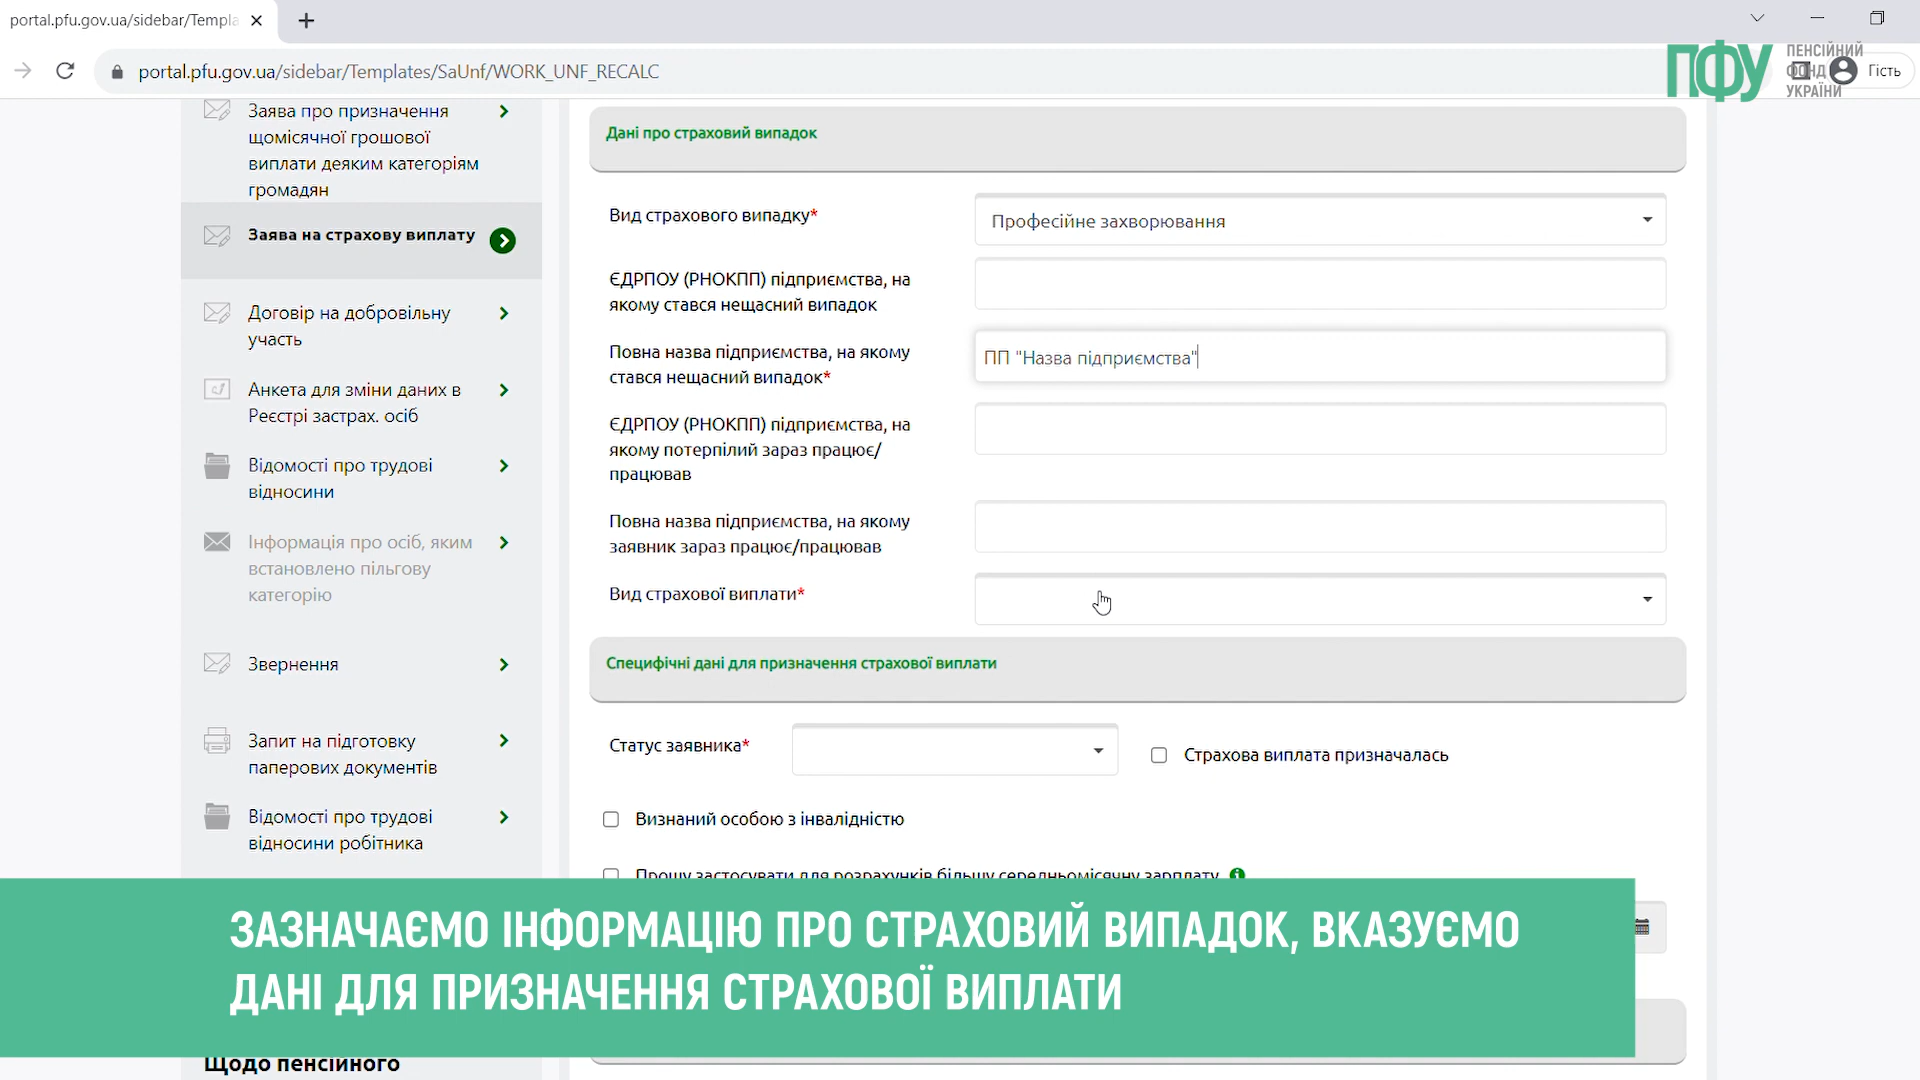 portal.pfu.gov.ua/sidebar/Templa
portal.pfu.gov.ua/sidebar/Templates/SaUnf/WORK_UNF_RECALC
ПФУ
ПЕНСІЙНИЙ
ФОНД
УКРАЇНИ
Гість
Заява про призначення
щомісячної грошової
виплати деяким категоріям
громадян
Заява на страхову виплату
Договір на добровільну
участь
Анкета для зміни даних в
Реєстрі застрах. осіб
Відомості про трудові
відносини
Інформація про осіб, яким
встановлено пільгову
категорію
Звернення
Запит на підготовку
паперових документів
Відомості про трудові
відносини робітника
Щодо пенсійного
Дані про страховий випадок
Вид страхового випадку*
Професійне захворювання
ЄДРПОУ (РНОКПП) підприємства, на
якому стався нещасний випадок
Повна назва підприємства, на якому
стався нещасний випадок*
ПП "Назва підприємства"
ЄДРПОУ (РНОКПП) підприємства, на
якому потерпілий зараз працює/
працював
Повна назва підприємства, на якому
заявник зараз працює/працював
Вид страхової виплати*
Специфічні дані для призначення страхової виплати
Статус заявника*
Страхова виплата призначалась
Визнаний особою з інвалідністю
Прошу застосувати для розрахунків більшу середньомісячну зарплату
ЗАЗНАЧАЄМО ІНФОРМАЦІЮ ПРО СТРАХОВИЙ ВИПАДОК, ВКАЗУЄМО
ДАНІ ДЛЯ ПРИЗНАЧЕННЯ СТРАХОВОЇ ВИПЛАТИ